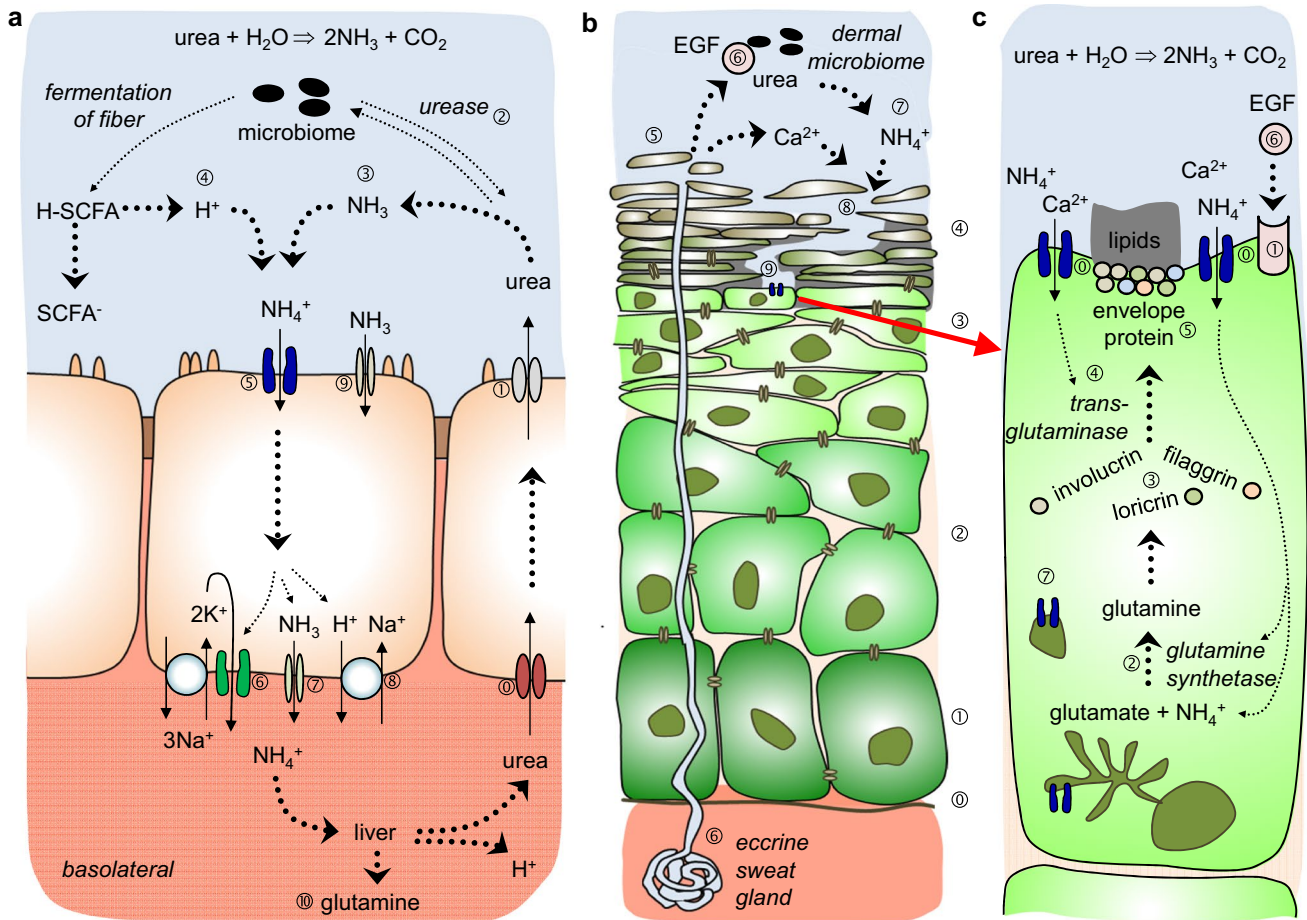 a
urea + H₂O ⇒ 2NH₃ + CO₂
fermentation
of fiber
microbiome
urease ②
④
③
H-SCFA
H⁺
NH₃
urea
SCFA⁻
NH₄⁺
NH₃
⑤
⑨
①
2K⁺
NH₃
H⁺
Na⁺
⑥
⑦
⑧
⓪
3Na⁺
NH₄⁺
urea
liver
H⁺
basolateral
⑩ glutamine
b
EGF
⑥
urea
dermal
microbiome
⑦
⑤
Ca²⁺
NH₄⁺
⑧
④
⑨
③
②
①
⓪
⑥
eccrine
sweat
gland
c
urea + H₂O ⇒ 2NH₃ + CO₂
EGF
⑥
NH₄⁺
Ca²⁺
Ca²⁺
NH₄⁺
lipids
⓪
⓪
①
envelope
protein ⑤
④
trans-
glutaminase
involucrin
filaggrin
③
loricrin
⑦
glutamine
②
glutamine
synthetase
glutamate + NH₄⁺